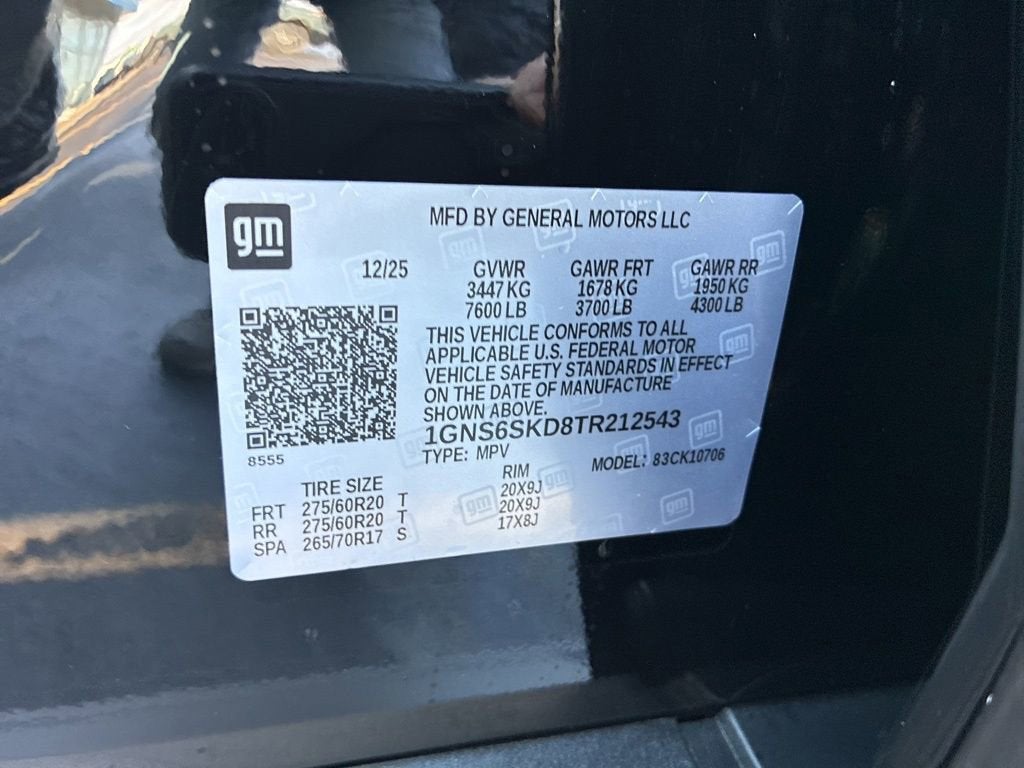 gm
MFD BY GENERAL MOTORS LLC
12/25 GVWR GAWR FRT GAWR RR
3447 KG 1678 KG 1950 KG
7600 LB 3700 LB 4300 LB
THIS VEHICLE CONFORMS TO ALL
APPLICABLE U.S. FEDERAL MOTOR
VEHICLE SAFETY STANDARDS IN EFFECT
ON THE DATE OF MANUFACTURE
SHOWN ABOVE.
1GNS6SKD8TR212543
8555
TYPE: MPV MODEL: 83CK10706
TIRE SIZE RIM
FRT 275/60R20 T 20X9J
RR 275/60R20 T 20X9J
SPA 265/70R17 S 17X8J